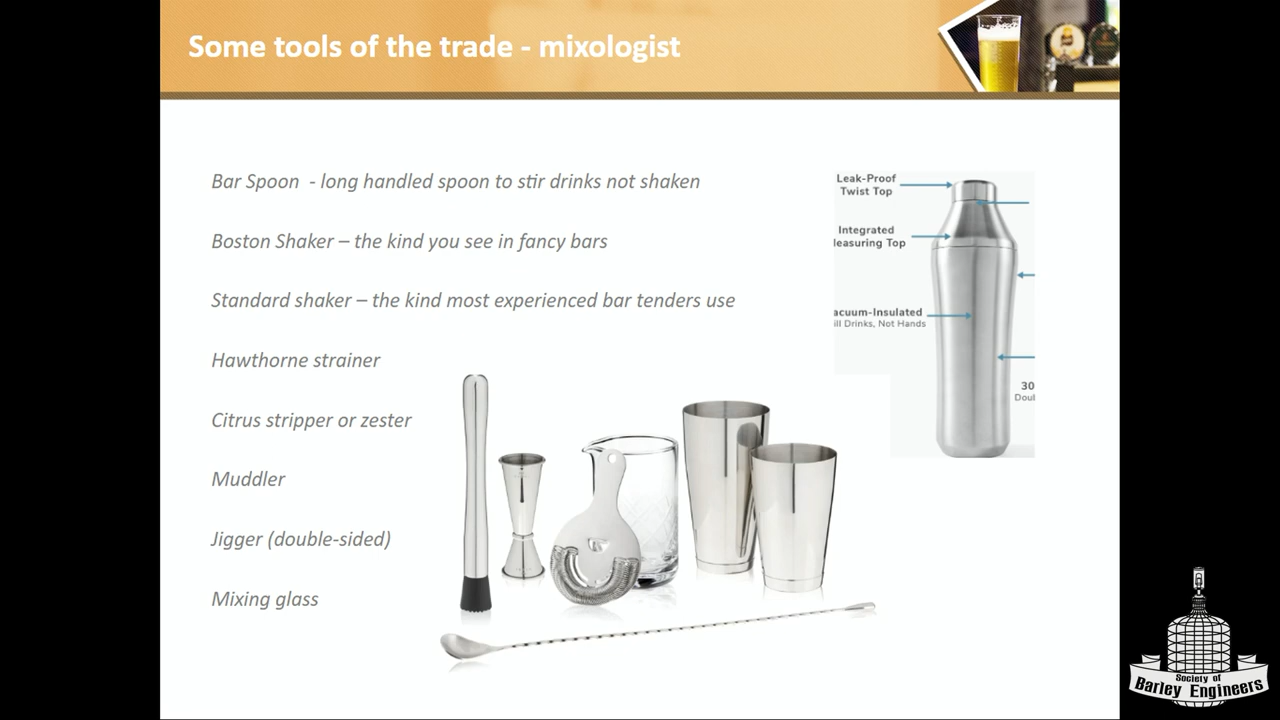 Some tools of the trade - mixologist
Bar Spoon - long handled spoon to stir drinks not shaken
Boston Shaker – the kind you see in fancy bars
Standard shaker – the kind most experienced bar tenders use
Hawthorne strainer
Citrus stripper or zester
Muddler
Jigger (double-sided)
Mixing glass
Leak-Proof
Twist Top
Integrated
leasuring Top
acuum-Insulated
ill Drinks, Not Hands
30
Doul
Society of
Barley Engineers